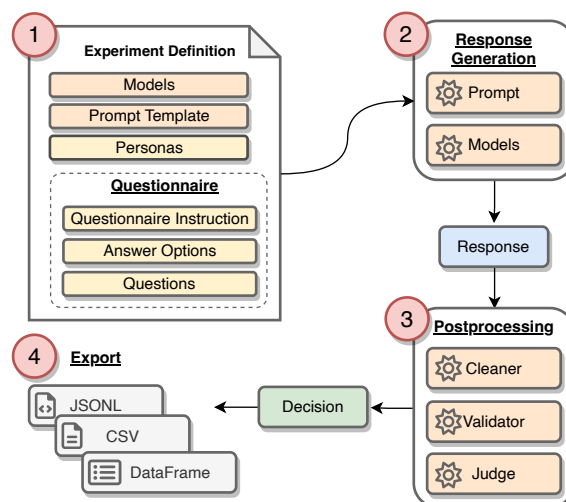 1
Experiment Definition
Models
Prompt Template
Personas
Questionnaire
Questionnaire Instruction
Answer Options
Questions
2
Response
Generation
Prompt
Models
Response
3
Postprocessing
Cleaner
Validator
Judge
Decision
4
Export
JSONL
CSV
DataFrame